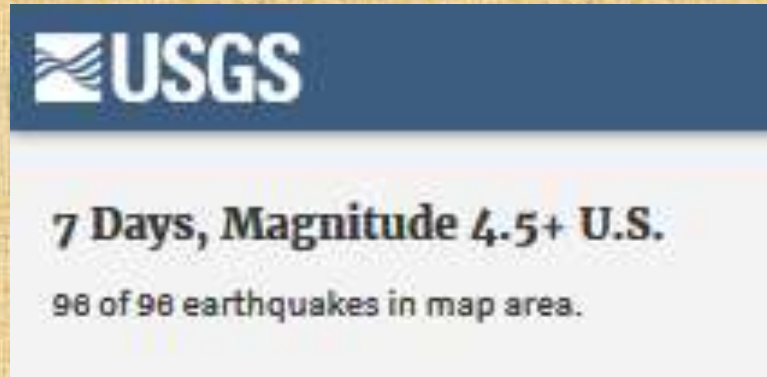 USGS
7 Days, Magnitude 4.5+ U.S.
96 of 96 earthquakes in map area.